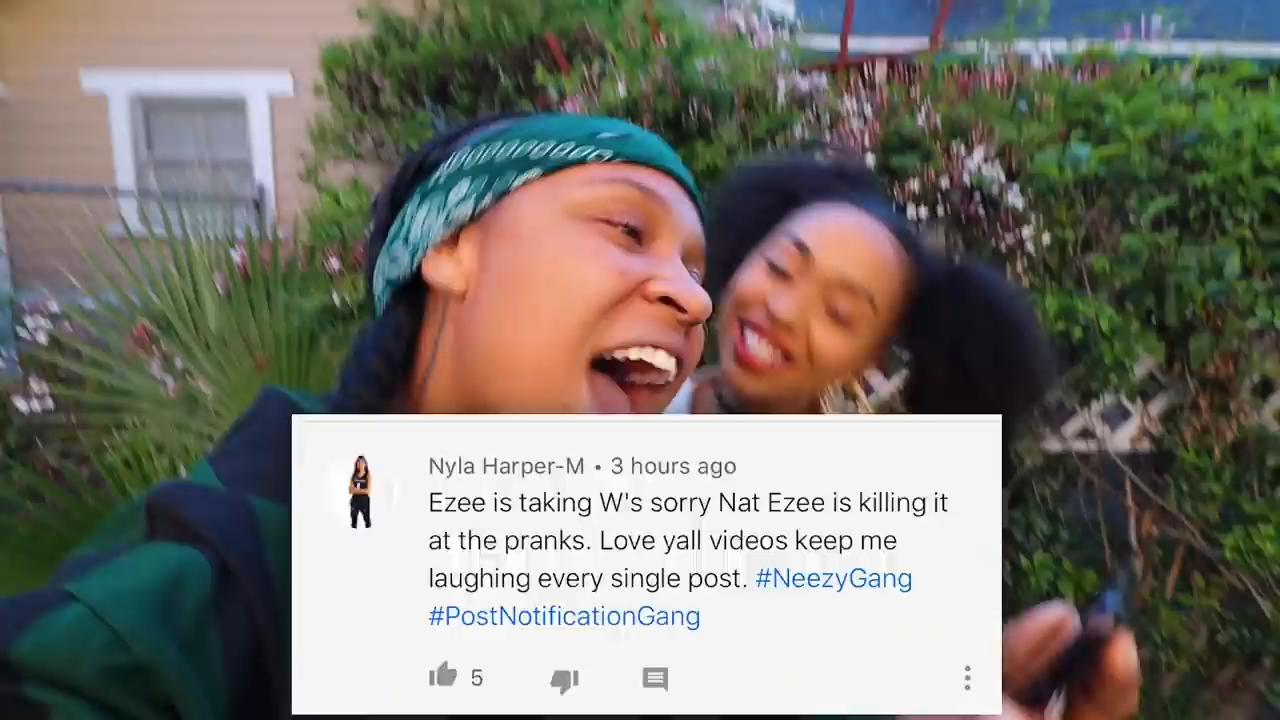 Nyla Harper-M • 3 hours ago
Ezee is taking W's sorry Nat Ezee is killing it
at the pranks. Love yall videos keep me
laughing every single post. #NeezyGang
#PostNotificationGang
5